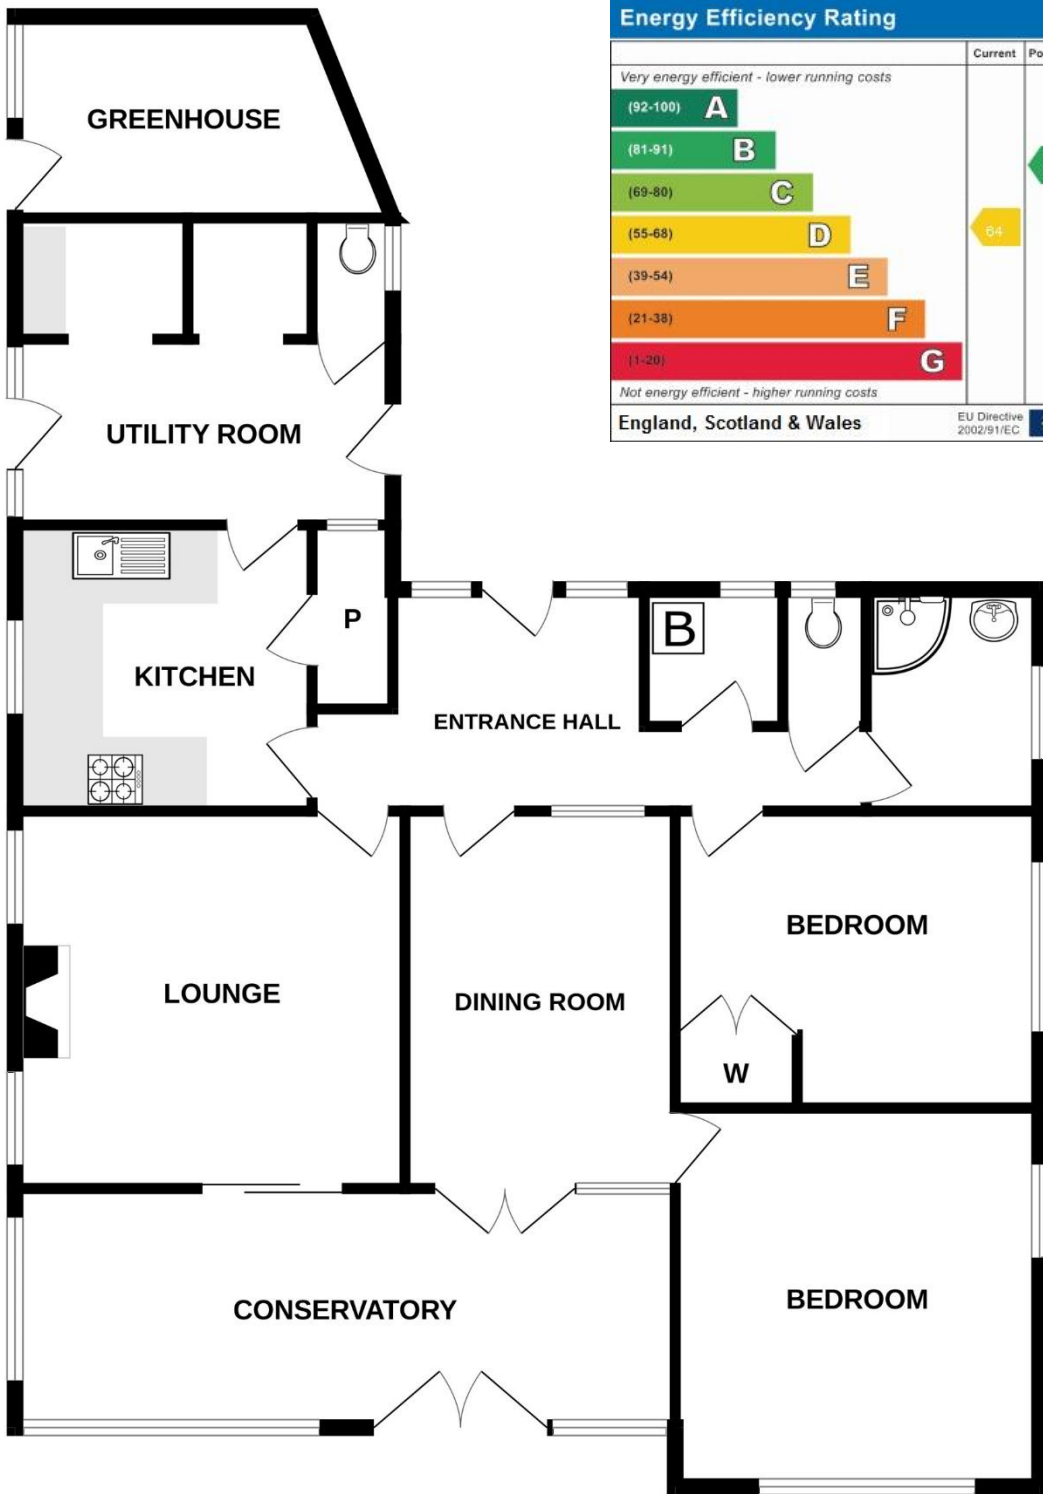 Energy Efficiency Rating
Current Po
Very energy efficient - lower running costs
(92-100) A
(81-91) B
(69-80) C
(55-68) D
64
(39-54) E
(21-38) F
(1-20) G
Not energy efficient - higher running costs
England, Scotland & Wales
EU Directive
2002/91/EC
GREENHOUSE
UTILITY ROOM
P
B
KITCHEN
ENTRANCE HALL
BEDROOM
LOUNGE
DINING ROOM
W
BEDROOM
CONSERVATORY